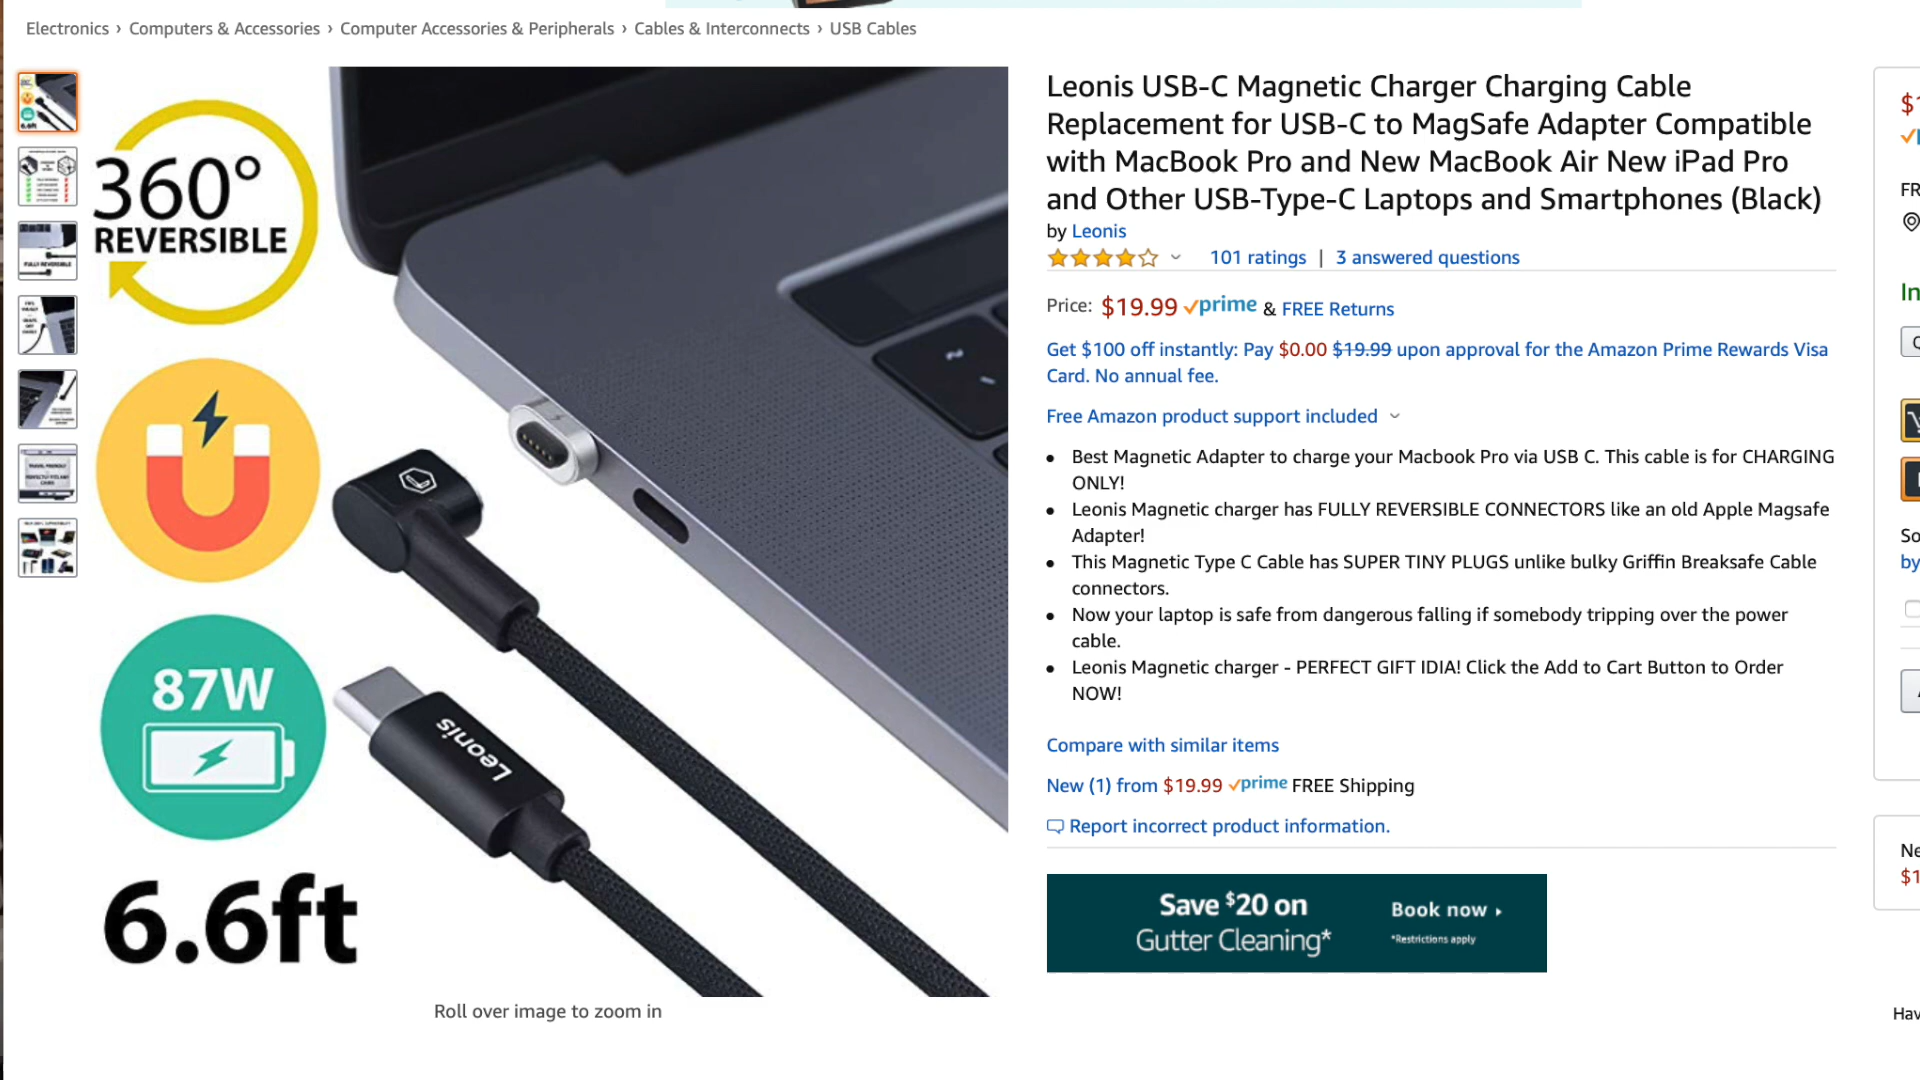 Electronics › Computers & Accessories › Computer Accessories & Peripherals › Cables & Interconnects › USB Cables
360°
REVERSIBLE
87W
6.6ft
Leonis
Roll over image to zoom in
Leonis USB-C Magnetic Charger Charging Cable
Replacement for USB-C to MagSafe Adapter Compatible
with MacBook Pro and New MacBook Air New iPad Pro
and Other USB-Type-C Laptops and Smartphones (Black)
by Leonis
101 ratings | 3 answered questions
Price: $19.99 prime & FREE Returns
Get $100 off instantly: Pay $0.00 $19.99 upon approval for the Amazon Prime Rewards Visa
Card. No annual fee.
Free Amazon product support included
• Best Magnetic Adapter to charge your Macbook Pro via USB C. This cable is for CHARGING
ONLY!
• Leonis Magnetic charger has FULLY REVERSIBLE CONNECTORS like an old Apple Magsafe
Adapter!
• This Magnetic Type C Cable has SUPER TINY PLUGS unlike bulky Griffin Breaksafe Cable
connectors.
• Now your laptop is safe from dangerous falling if somebody tripping over the power
cable.
• Leonis Magnetic charger - PERFECT GIFT IDIA! Click the Add to Cart Button to Order
NOW!
Compare with similar items
New (1) from $19.99 prime FREE Shipping
Report incorrect product information.
Save $20 on
Gutter Cleaning*
Book now
*Restrictions apply
FR
In
So
by
Ne
$1
Hav